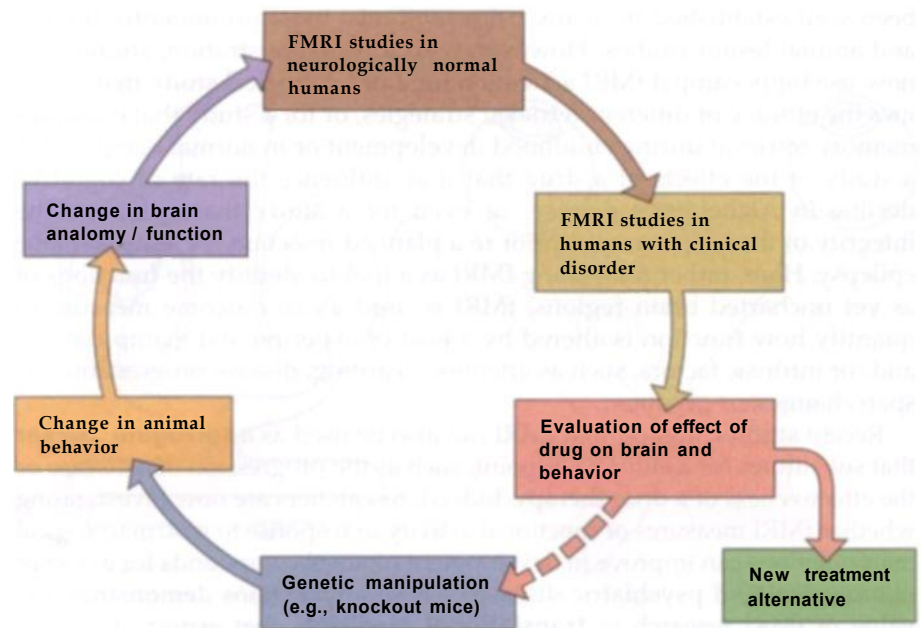 FMRI studies in
neurologically normal
humans
Change in brain
analomy / function
FMRI studies in
humans with clinical
disorder
Change in animal
behavior
Evaluation of effect of
drug on brain and
behavior
Genetic manipulation
(e.g., knockout mice)
New treatment
alternative